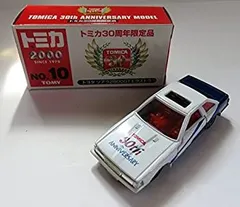 TOMICA 30TH ANNIVERSARY MODEL
トミカ30周年限定品
トミカ
2000
SINCE 1970
NO.10
TOMY
TOMICA
30th
ANNIVERSARY